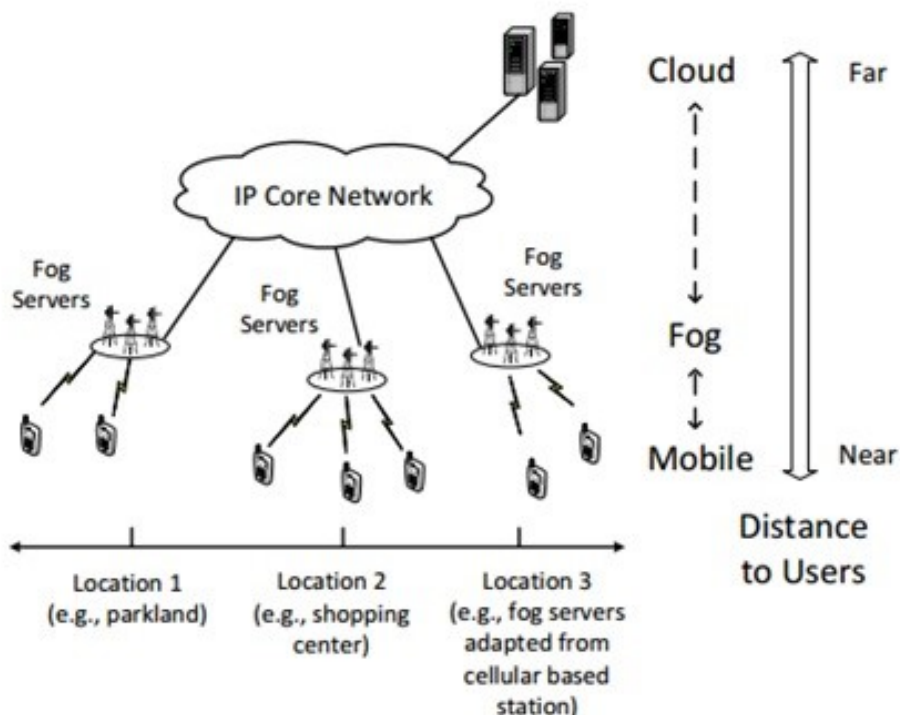 Cloud
Far
IP Core Network
Fog
Servers
Fog
Servers
Fog
Servers
Fog
Mobile
Near
Distance
to Users
Location 1
(e.g., parkland)
Location 2
(e.g., shopping
center)
Location 3
(e.g., fog servers
adapted from
cellular based
station)